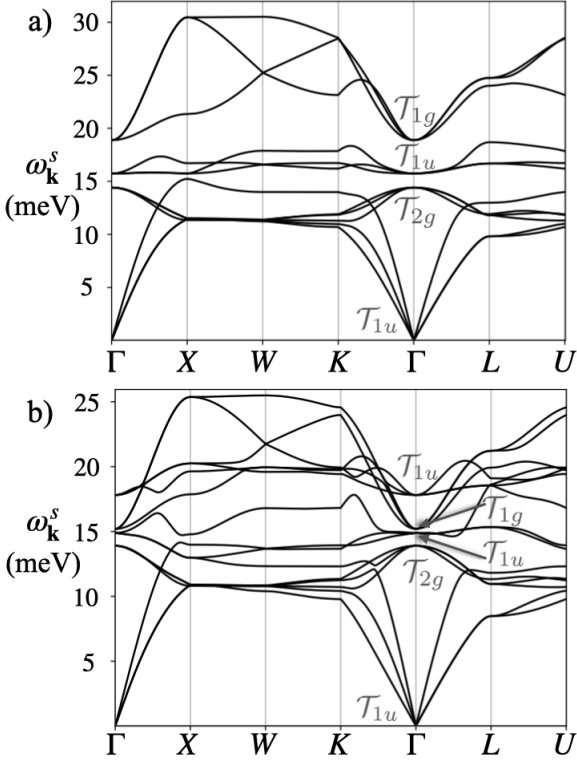 a)
30
25
20
15
10
5
ω_k^s
(meV)
T_1g
T_1u
T_2g
T_1u
Γ X W K Γ L U
b)
25
20
15
10
5
ω_k^s
(meV)
T_1u
T_1g
T_1u
T_2g
T_1u
Γ X W K Γ L U